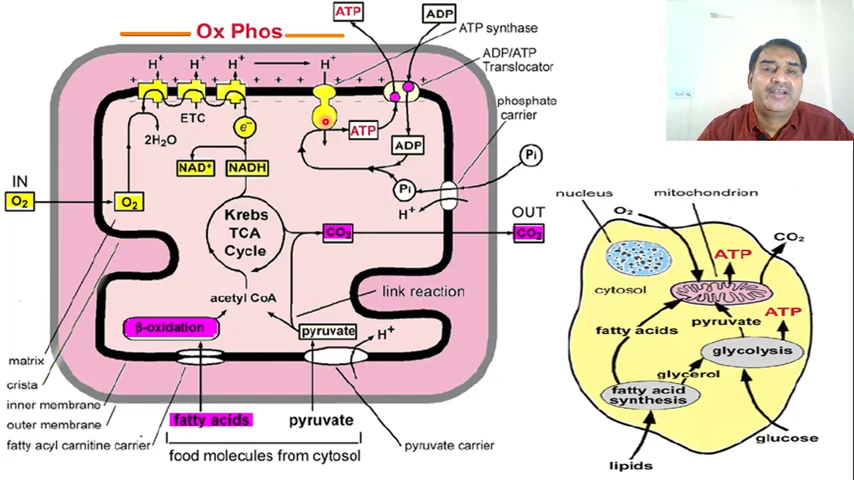 Ox Phos
ATP
ADP
ATP synthase
ADP/ATP
Translocator
H+
H+
H+
H+
phosphate
carrier
ETC
2H₂O
e⁻
ATP
ADP
Pi
NAD+
NADH
Pi
H+
IN
O₂
O₂
Krebs
TCA
Cycle
CO₂
OUT
CO₂
acetyl CoA
link reaction
β-oxidation
pyruvate
H+
matrix
crista
inner membrane
outer membrane
fatty acyl carnitine carrier
fatty acids
pyruvate
pyruvate carrier
food molecules from cytosol
nucleus
mitochondrion
O₂
CO₂
ATP
cytosol
fatty acids
pyruvate
ATP
glycolysis
glycerol
fatty acid
synthesis
glucose
lipids